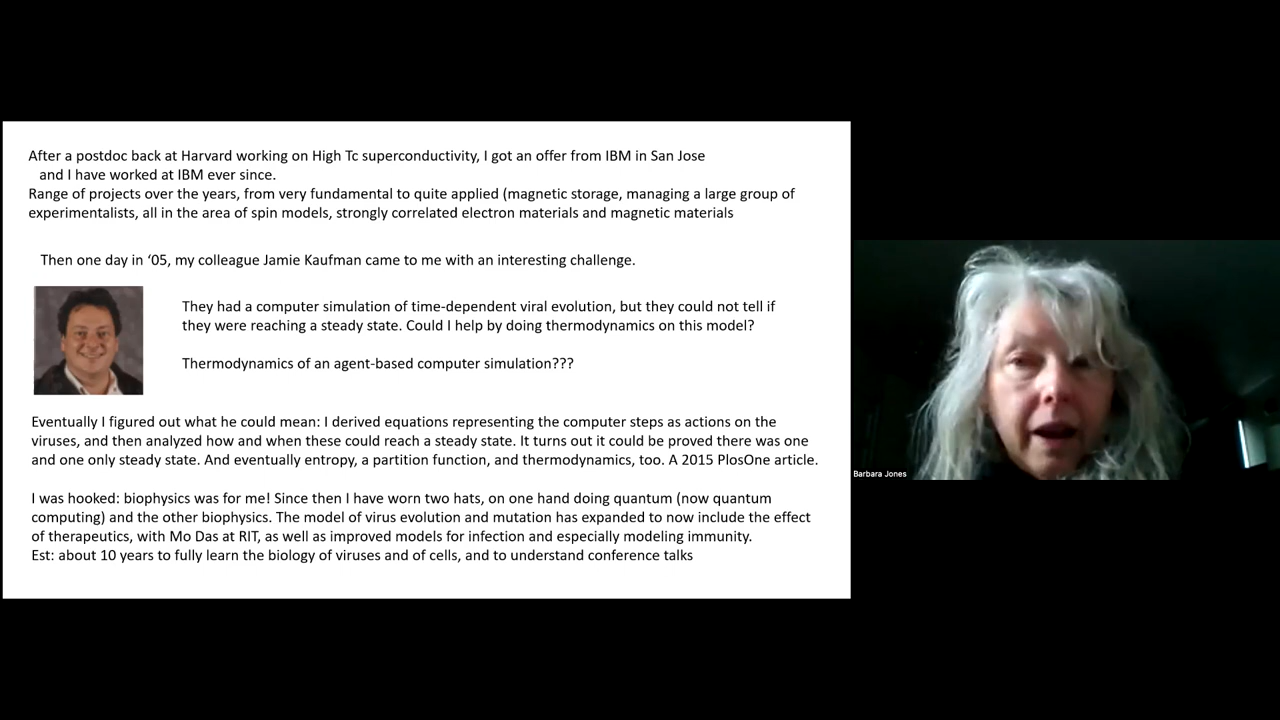 After a postdoc back at Harvard working on High Tc superconductivity, I got an offer from IBM in San Jose
and I have worked at IBM ever since.
Range of projects over the years, from very fundamental to quite applied (magnetic storage, managing a large group of
experimentalists, all in the area of spin models, strongly correlated electron materials and magnetic materials
Then one day in ‘05, my colleague Jamie Kaufman came to me with an interesting challenge.
They had a computer simulation of time-dependent viral evolution, but they could not tell if
they were reaching a steady state. Could I help by doing thermodynamics on this model?
Thermodynamics of an agent-based computer simulation???
Eventually I figured out what he could mean: I derived equations representing the computer steps as actions on the
viruses, and then analyzed how and when these could reach a steady state. It turns out it could be proved there was one
and one only steady state. And eventually entropy, a partition function, and thermodynamics, too. A 2015 PlosOne article.
I was hooked: biophysics was for me! Since then I have worn two hats, on one hand doing quantum (now quantum
computing) and the other biophysics. The model of virus evolution and mutation has expanded to now include the effect
of therapeutics, with Mo Das at RIT, as well as improved models for infection and especially modeling immunity.
Est: about 10 years to fully learn the biology of viruses and of cells, and to understand conference talks
Barbara Jones